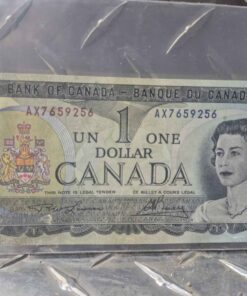 BANK OF CANADA - BANQUE DU CANADA
AX7659256 AX7659256
UN 1 ONE
DOLLAR
CANADA
THIS NOTE IS LEGAL TENDER CE BILLET A COURS LÉGAL